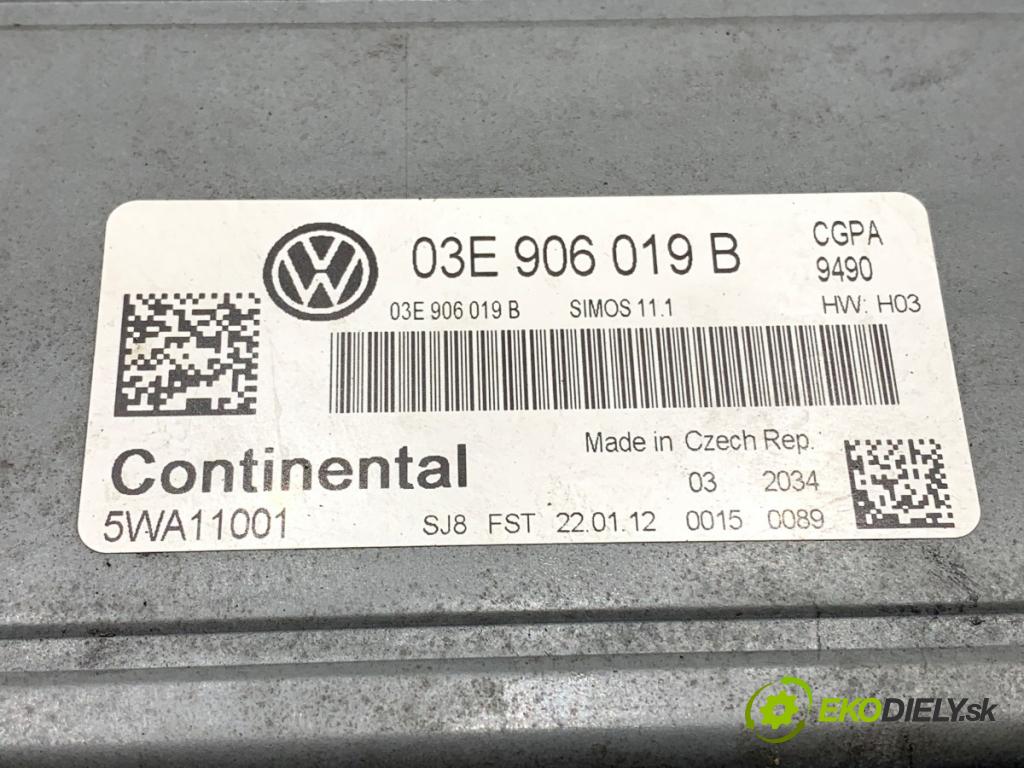 03E 906 019 B
CGPA
9490
03E 906 019 B SIMOS 11.1 HW: H03
Continental
Made in Czech Rep.
03 2034
5WA11001 SJ8 FST 22.01.12 0015 0089
EKODIELY.sk